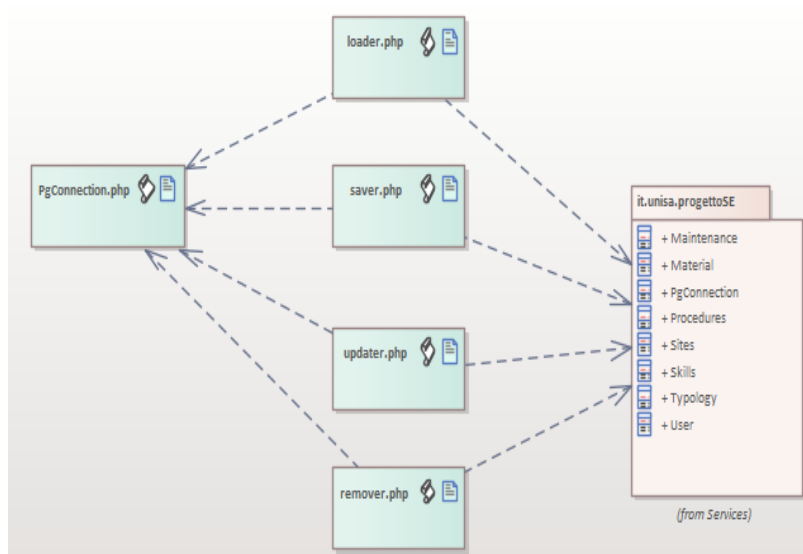 loader.php
PgConnection.php
saver.php
it.unisa.progettoSE
+ Maintenance
+ Material
+ PgConnection
+ Procedures
+ Sites
+ Skills
+ Typology
+ User
updater.php
remover.php
(from Services)